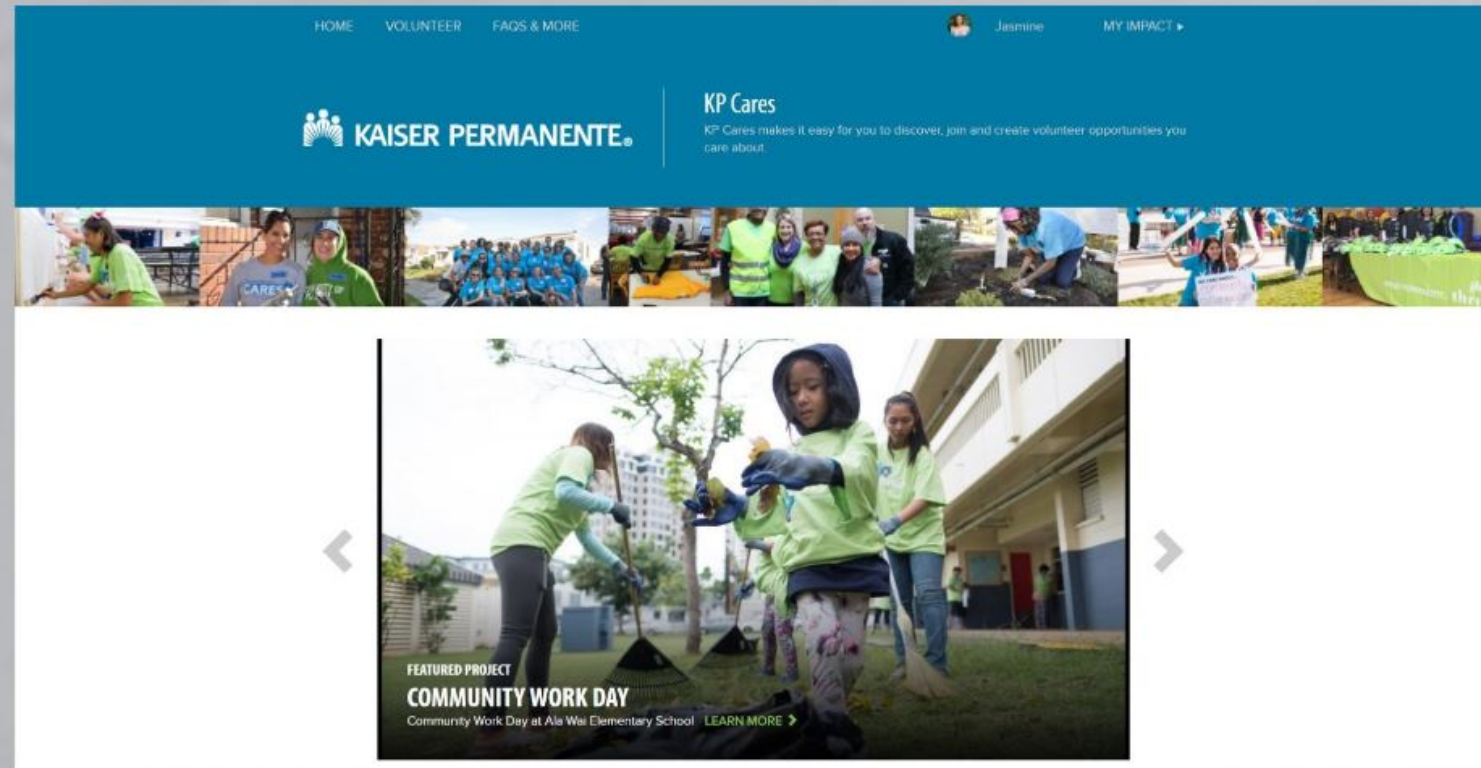 HOME VOLUNTEER FAQS & MORE Jasmine MY IMPACT ▸
KAISER PERMANENTE®
KP Cares
KP Cares makes it easy for you to discover, join and create volunteer opportunities you
care about.
CARES
FEATURED PROJECT
COMMUNITY WORK DAY
Community Work Day at Ala Wai Elementary School LEARN MORE